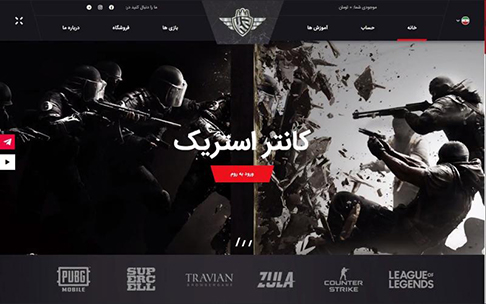 موجودی شما: ۰ تومان
ما را دنبال کنید در:
خانه
حساب
آموزش ها
بازی ها
فروشگاه
درباره ما
کانتر استریک
ورود به روم
LEAGUE OF LEGENDS
COUNTER STRIKE
ZULA
TRAVIAN
SUPERCELL
PUBG MOBILE